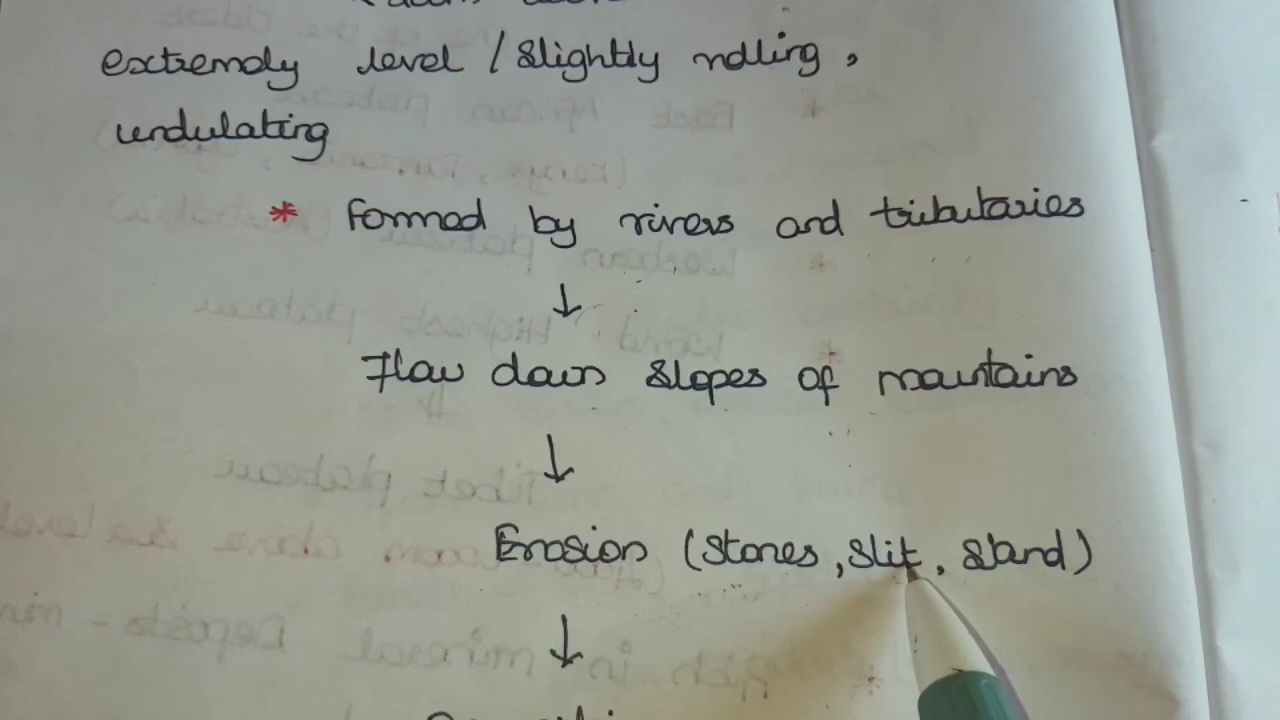 extremely level / Slightly rolling,
undulating
* Formed by rivers and tributaries
↓
Flow down slopes of mountains
↓
Erosion (Stones, Slit, Sand)
↓